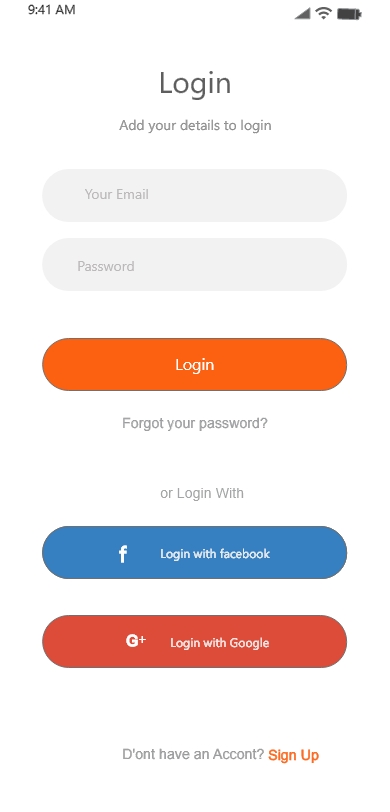 9:41 AM
Login
Add your details to login
Your Email
Password
Login
Forgot your password?
or Login With
f Login with facebook
G+ Login with Google
D'ont have an Accont? Sign Up